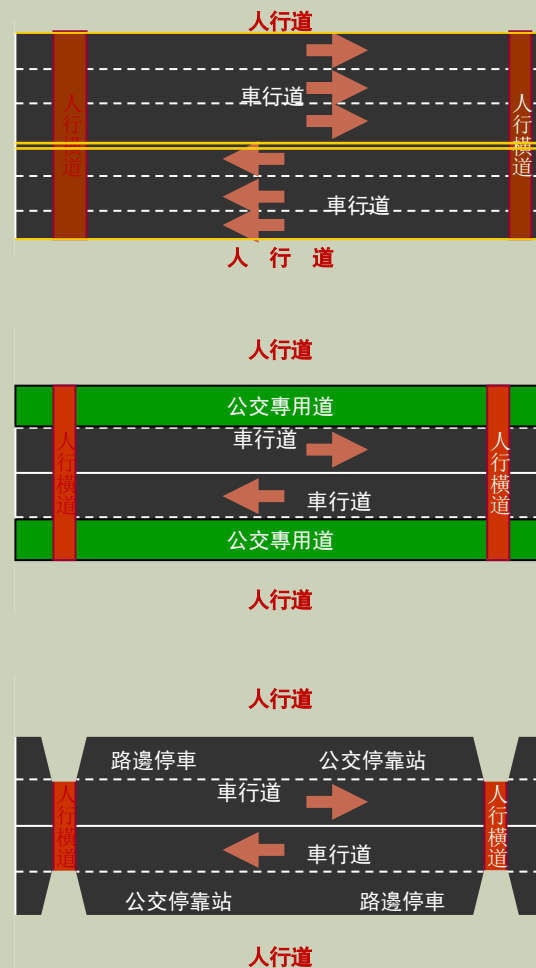 人行道
車行道
人行橫道
人行橫道
車行道
人 行 道
人行道
公交專用道
車行道
人行橫道
人行橫道
車行道
公交專用道
人行道
人行道
路邊停車
公交停靠站
車行道
人行橫道
人行橫道
車行道
公交停靠站
路邊停車
人行道